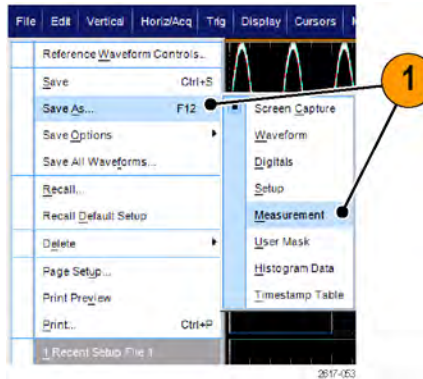 File Edit Vertical Horiz/Acq Trig Display Cursors
Reference Waveform Controls...
Save Ctrl+S
Save As... F12
Save Options
Save All Waveforms...
Recall...
Recall Default Setup
Delete
Page Setup...
Print Preview
Print... Ctrl+P
1 Recent Setup File 1
Screen Capture
Waveform
Digitals
Setup
Measurement
User Mask
Histogram Data
Timestamp Table
1
2617-053